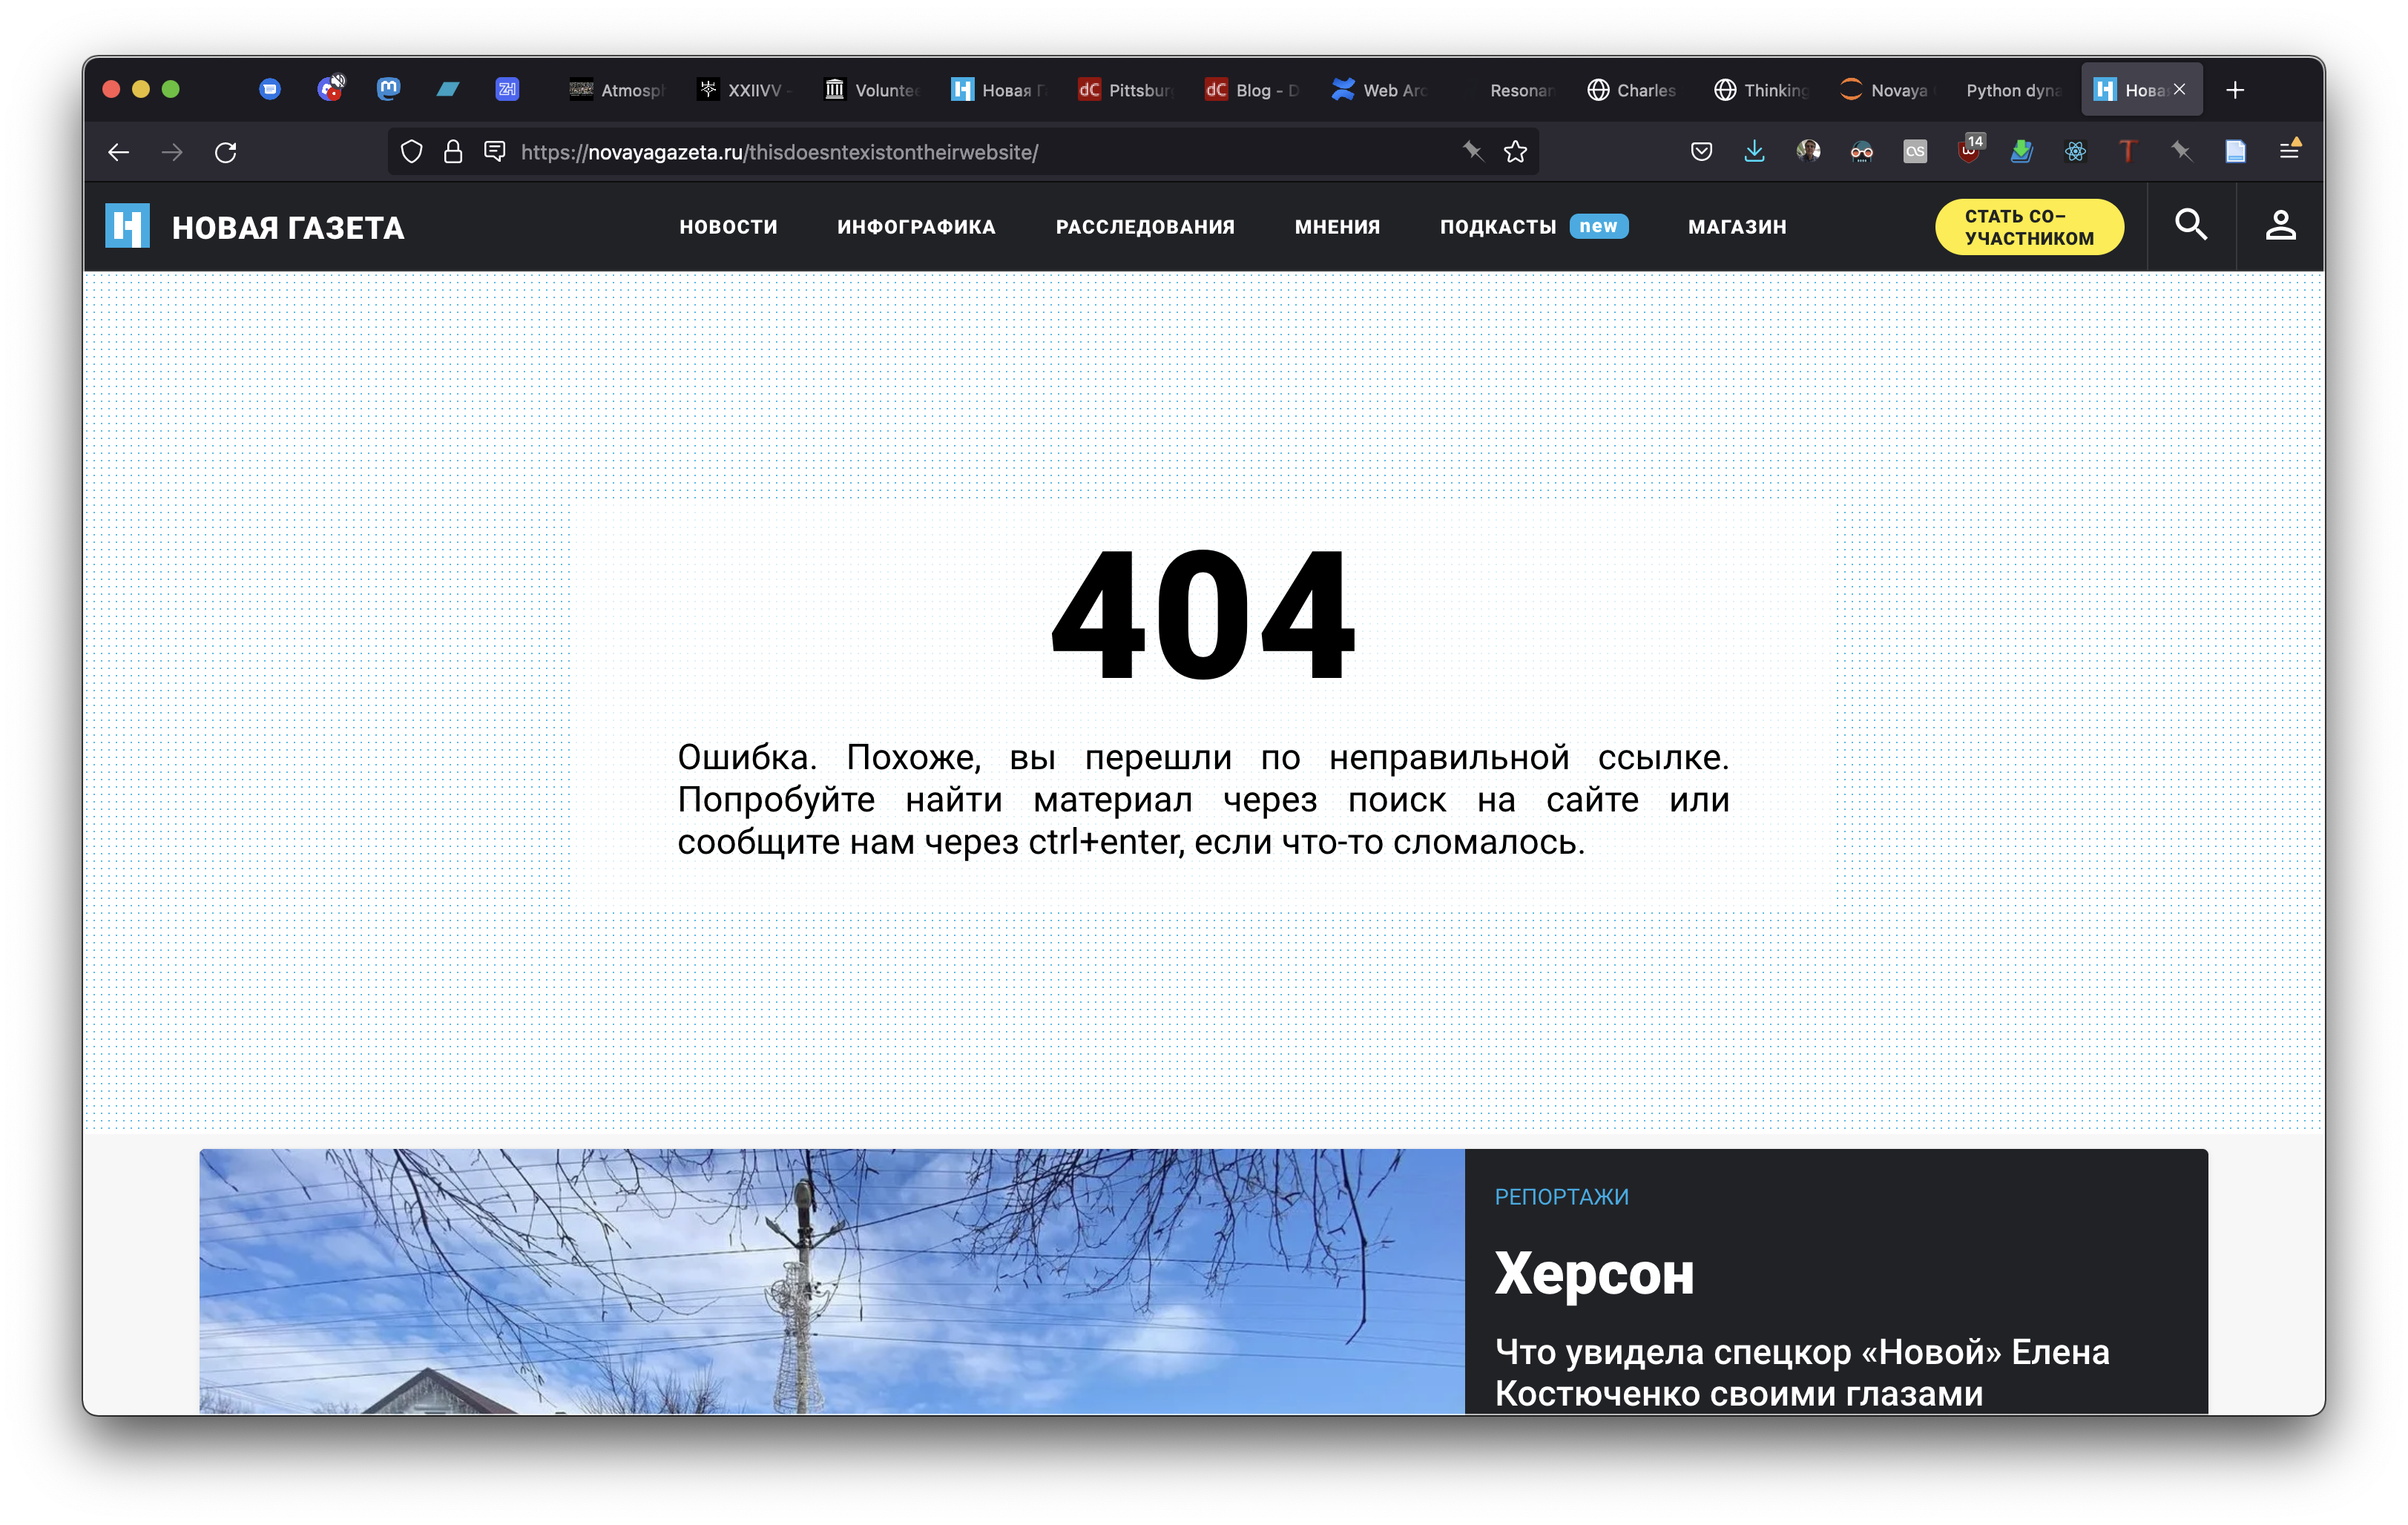 Atmosph
XXIIVV -
Voluntee
Новая Г
Pittsbur
Blog - D
Web Arc
Resonan
Charles
Thinking
Novaya
Python dyna
Нова
https://novayagazeta.ru/thisdoesntexistontheirwebsite/
14
НОВАЯ ГАЗЕТА
НОВОСТИ
ИНФОГРАФИКА
РАССЛЕДОВАНИЯ
МНЕНИЯ
ПОДКАСТЫ new
МАГАЗИН
СТАТЬ СО-
УЧАСТНИКОМ
404
Ошибка. Похоже, вы перешли по неправильной ссылке.
Попробуйте найти материал через поиск на сайте или
сообщите нам через ctrl+enter, если что-то сломалось.
РЕПОРТАЖИ
Херсон
Что увидела спецкор «Новой» Елена
Костюченко своими глазами